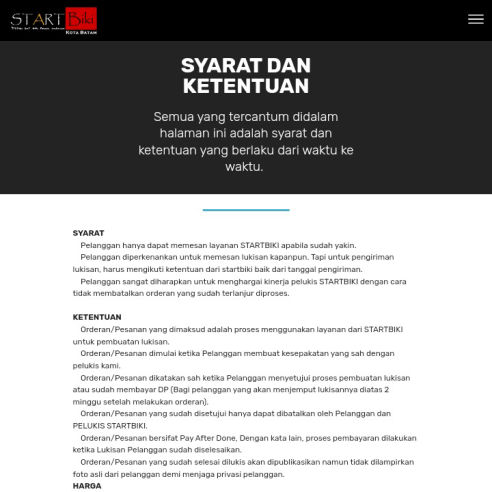 START Biki
KOTA BATAM
SYARAT DAN
KETENTUAN
Semua yang tercantum didalam
halaman ini adalah syarat dan
ketentuan yang berlaku dari waktu ke
waktu.
SYARAT
Pelanggan hanya dapat memesan layanan STARTBIKI apabila sudah yakin.
Pelanggan diperkenankan untuk memesan lukisan kapanpun. Tapi untuk pengiriman
lukisan, harus mengikuti ketentuan dari startbiki baik dari tanggal pengiriman.
Pelanggan sangat diharapkan untuk menghargai kinerja pelukis STARTBIKI dengan cara
tidak membatalkan orderan yang sudah terlanjur diproses.
KETENTUAN
Orderan/Pesanan yang dimaksud adalah proses menggunakan layanan dari STARTBIKI
untuk pembuatan lukisan.
Orderan/Pesanan dimulai ketika Pelanggan membuat kesepakatan yang sah dengan
pelukis kami.
Orderan/Pesanan dikatakan sah ketika Pelanggan menyetujui proses pembuatan lukisan
atau sudah membayar DP (Bagi pelanggan yang akan menjemput lukisannya diatas 2
minggu setelah melakukan orderan).
Orderan/Pesanan yang sudah disetujui hanya dapat dibatalkan oleh Pelanggan dan
PELUKIS STARTBIKI.
Orderan/Pesanan bersifat Pay After Done, Dengan kata lain, proses pembayaran dilakukan
ketika Lukisan Pelanggan sudah diselesaikan.
Orderan/Pesanan yang sudah selesai dilukis akan dipublikasikan namun tidak dilampirkan
foto asli dari pelanggan demi menjaga privasi pelanggan.
HARGA